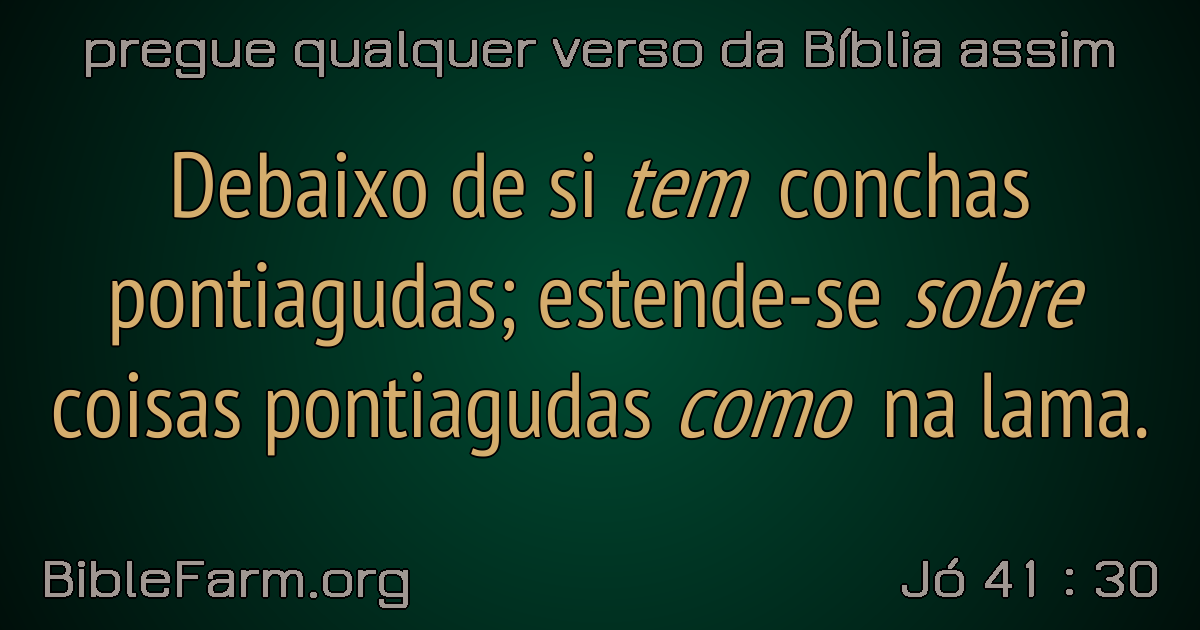 pregue qualquer verso da Bíblia assim
Debaixo de si tem conchas
pontiagudas; estende-se sobre
coisas pontiagudas como na lama.
BibleFarm.org
Jó 41 : 30